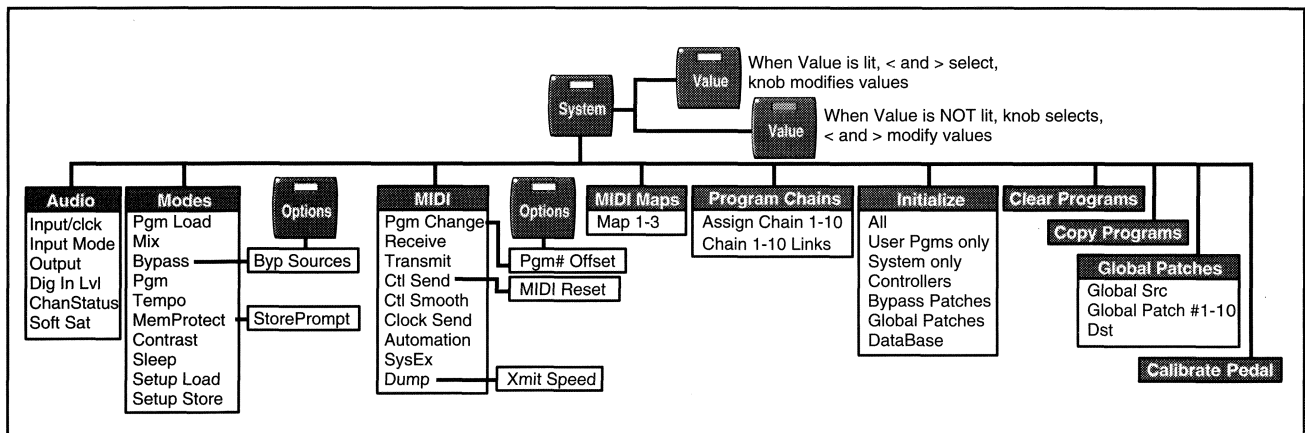 When Value is lit, < and > select,
knob modifies values
Value
System
When Value is NOT lit, knob selects,
< and > modify values
Value
Audio
Input/clck
Input Mode
Output
Dig In Lvl
ChanStatus
Soft Sat
Modes
Pgm Load
Mix
Bypass
Pgm
Tempo
MemProtect
Contrast
Sleep
Setup Load
Setup Store
Options
Byp Sources
StorePrompt
MIDI
Pgm Change
Receive
Transmit
Ctl Send
Ctl Smooth
Clock Send
Automation
SysEx
Dump
Options
Pgm# Offset
MIDI Reset
Xmit Speed
MIDI Maps
Map 1-3
Program Chains
Assign Chain 1-10
Chain 1-10 Links
Initialize
All
User Pgms only
System only
Controllers
Bypass Patches
Global Patches
DataBase
Clear Programs
Copy Programs
Global Patches
Global Src
Global Patch #1-10
Dst
Calibrate Pedal